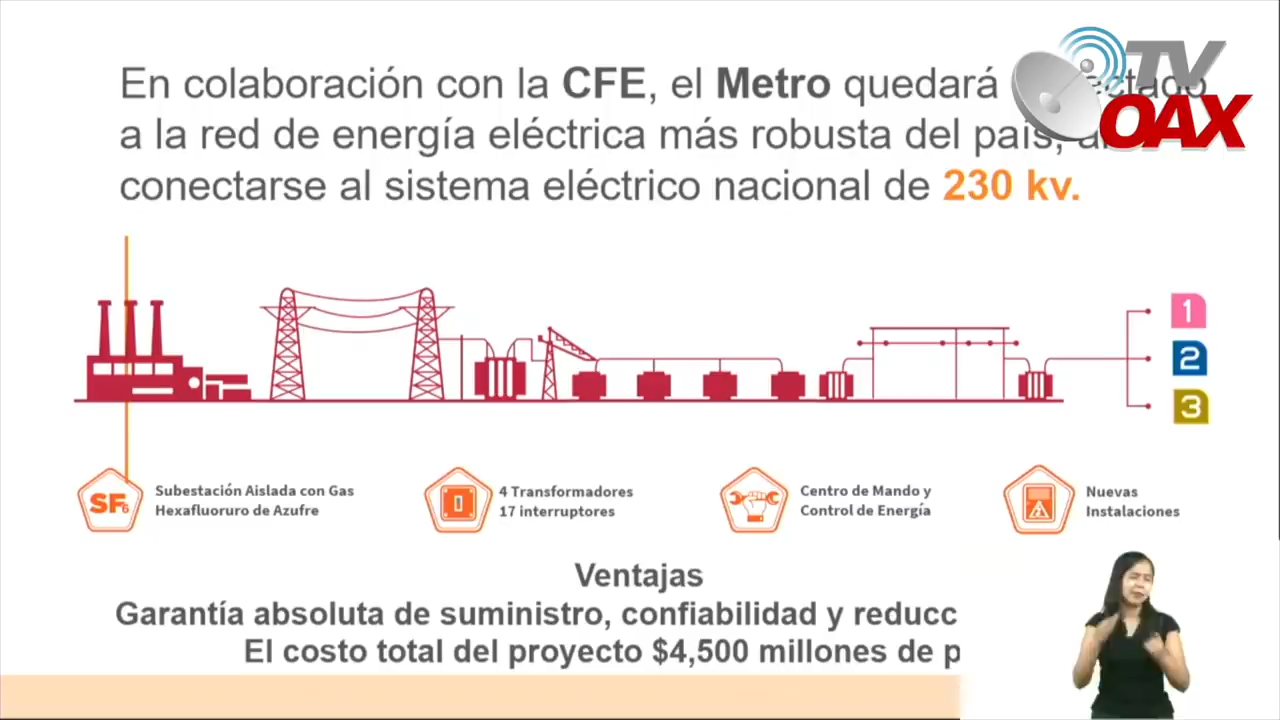 TV
OAX
En colaboración con la CFE, el Metro quedará
a la red de energía eléctrica más robusta del país,
conectarse al sistema eléctrico nacional de 230 kv.
1
2
3
SF6
Subestación Aislada con Gas
Hexafluoruro de Azufre
4 Transformadores
17 interruptores
Centro de Mando y
Control de Energía
Nuevas
Instalaciones
Ventajas
Garantía absoluta de suministro, confiabilidad y reducc
El costo total del proyecto $4,500 millones de p